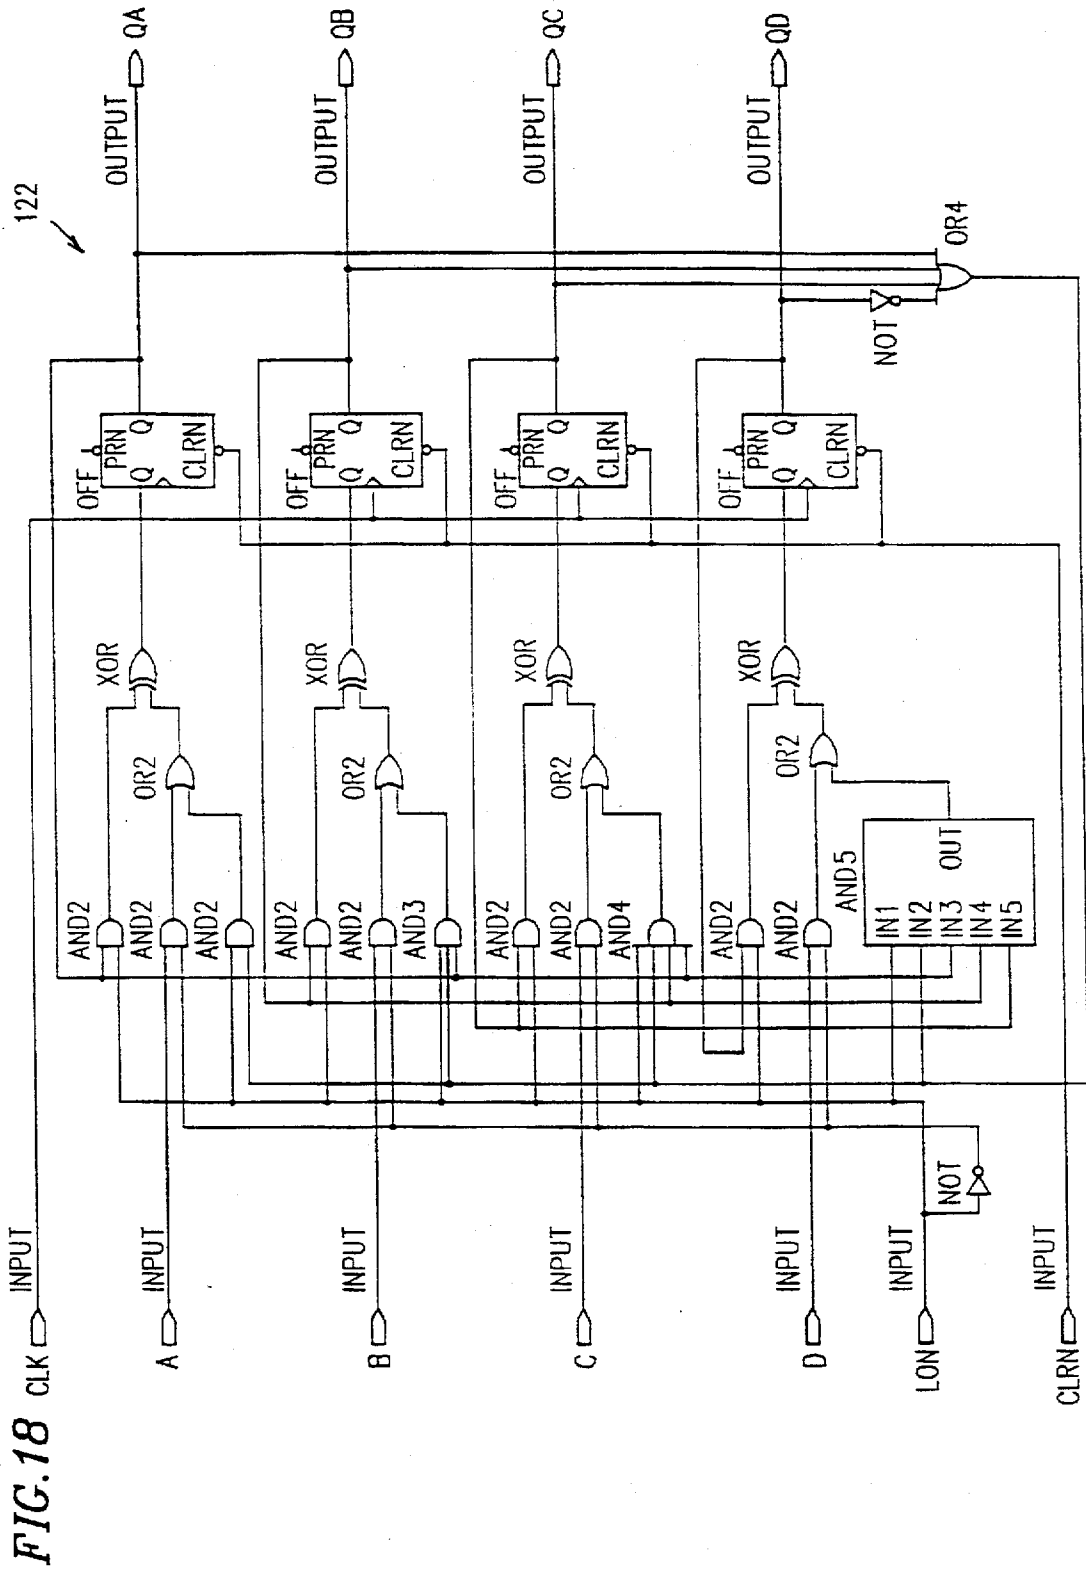 FIG.18
122
CLK INPUT
A INPUT
B INPUT
C INPUT
D INPUT
LON INPUT
CLRN INPUT
NOT
AND2
AND2
AND2
OR2
XOR
OFF
PRN
Q Q
CLRN
OUTPUT QA
AND2
AND2
AND3
OR2
XOR
OFF
PRN
Q Q
CLRN
OUTPUT QB
AND2
AND2
AND4
OR2
XOR
OFF
PRN
Q Q
CLRN
OUTPUT QC
AND2
AND2
OR2
XOR
OFF
PRN
Q Q
CLRN
OUTPUT QD
AND5
IN1
IN2
IN3 OUT
IN4
IN5
NOT
OR4